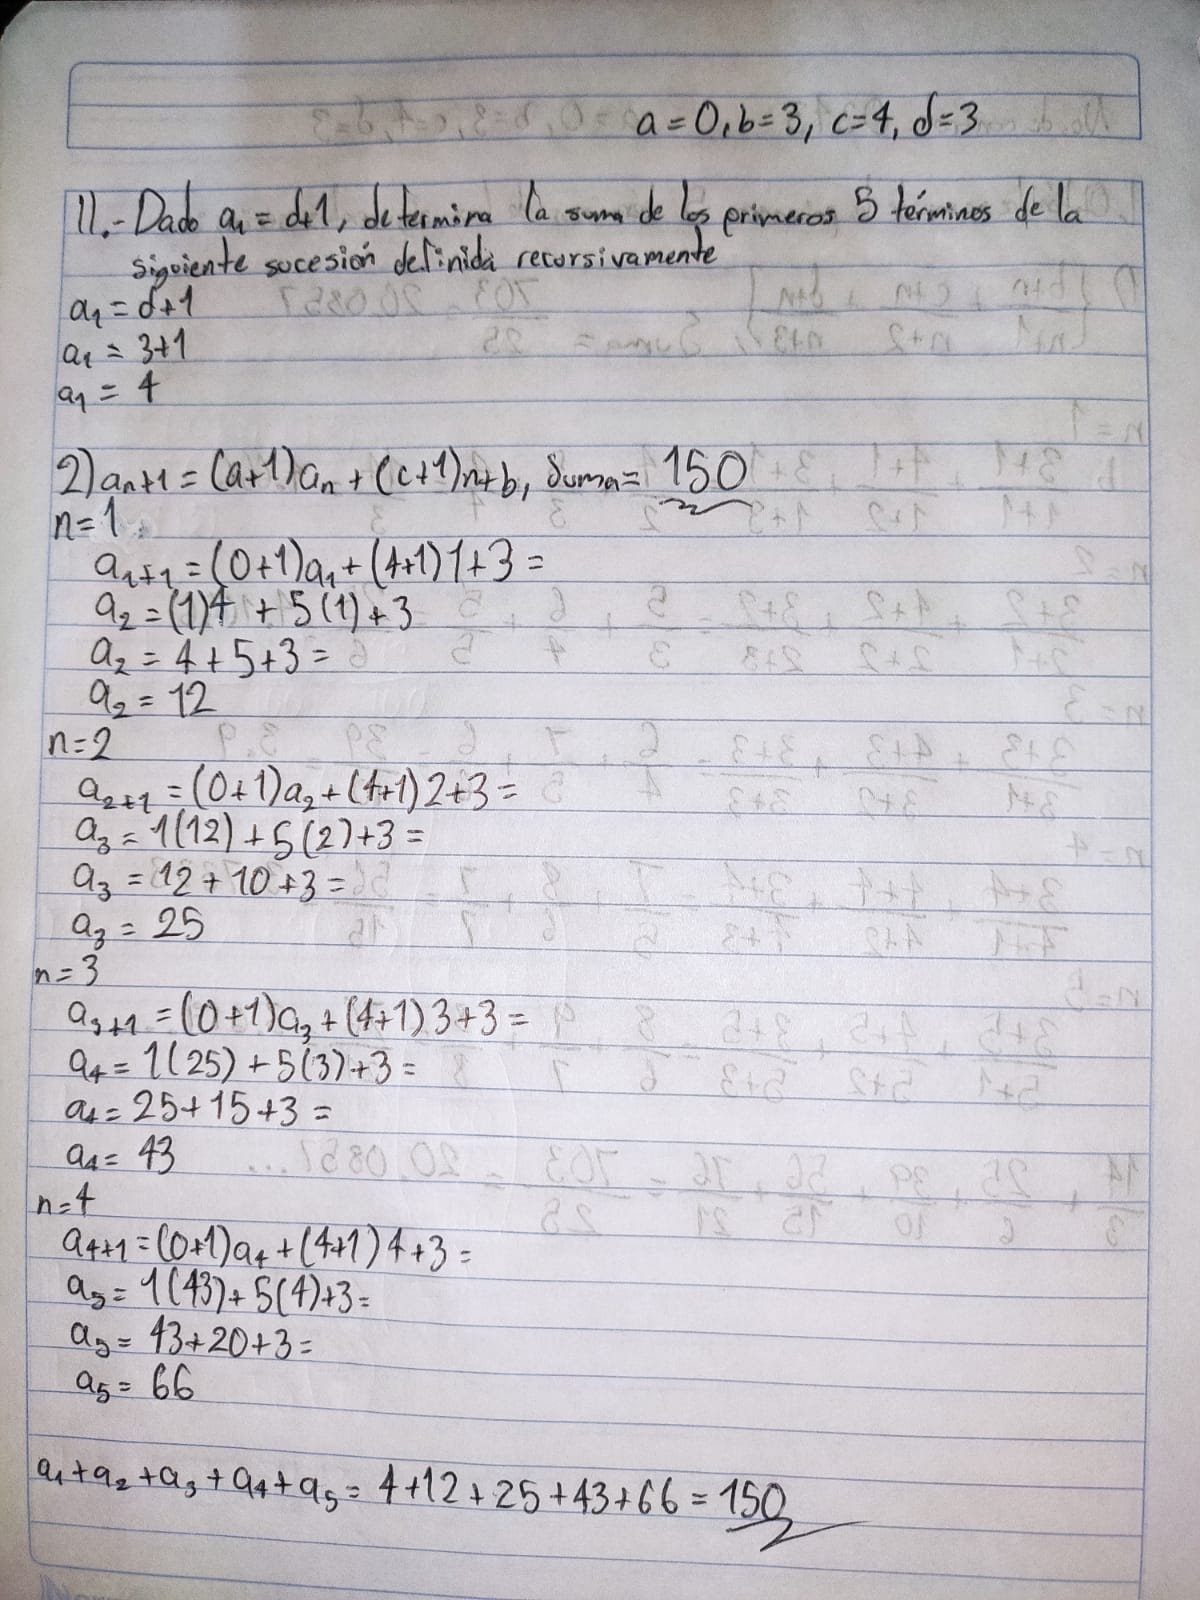 a=0, b=3, c=4, d=3
11.- Dado a₁ = d+1, determina la suma de los primeros 5 términos de la
siguiente sucesión definida recursivamente
a₁ = d+1
a₁ = 3+1
a₁ = 4
2) aₙ+1 = (a+1)aₙ + (c+1)n+b, Suma= 150
n=1
a₁₊₁ = (0+1)a₁ + (4+1)1+3 =
a₂ = (1)4 + 5(1)+3
a₂ = 4+5+3=
a₂ = 12
n=2
a₂₊₁ = (0+1)a₂ + (4+1)2+3=
a₃ = 1(12)+5(2)+3 =
a₃ = 12+10+3=
a₃ = 25
n=3
a₃₊₁ = (0+1)a₃ + (4+1)3+3=
a₄ = 1(25)+5(3)+3=
a₄ = 25+15+3 =
a₄ = 43
n=4
a₄₊₁ = (0+1)a₄ + (4+1)4+3=
a₅ = 1(43)+5(4)+3=
a₅ = 43+20+3=
a₅ = 66
a₁+a₂+a₃+a₄+a₅ = 4+12+25+43+66=150